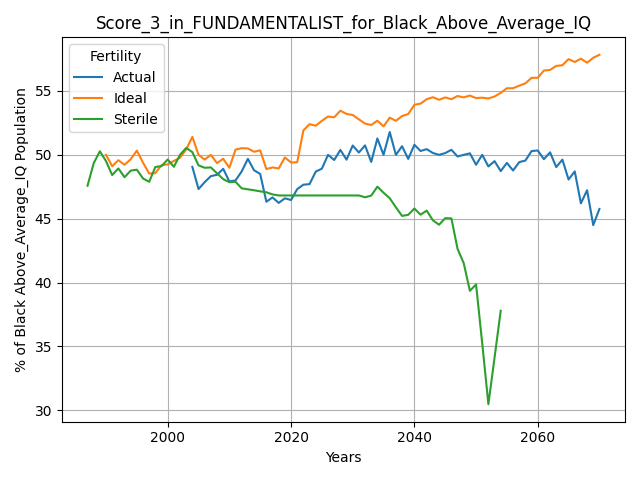 Score_3_in_FUNDAMENTALIST_for_Black_Above_Average_IQ
Fertility
Actual
Ideal
Sterile
% of Black Above_Average_IQ Population
55
50
45
40
35
30
2000
2020
2040
2060
Years